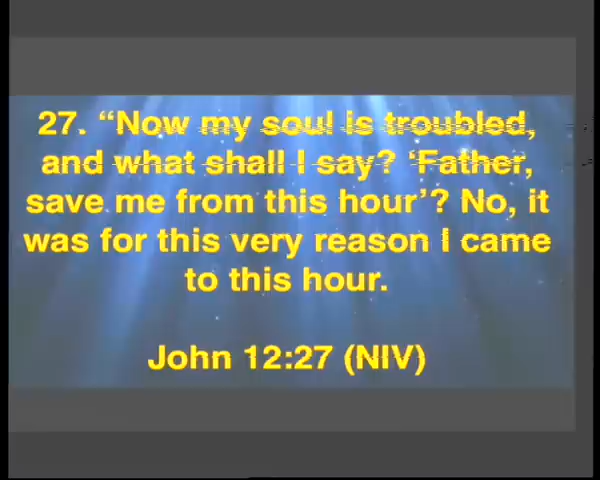 27. “Now my soul is troubled,
and what shall I say? ‘Father,
save me from this hour’? No, it
was for this very reason I came
to this hour.
John 12:27 (NIV)